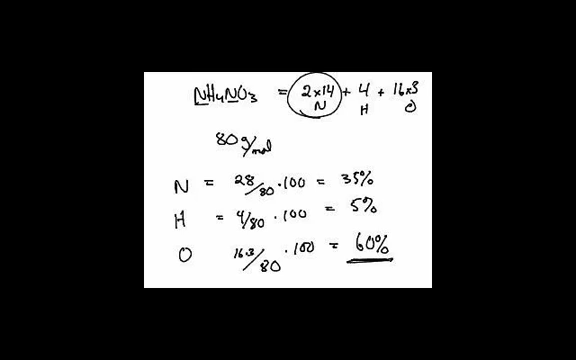 NH4NO3 = 2x14 + 4 + 16x3
N H O
80 g/mol
N = 28/80 · 100 = 35%
H = 4/80 · 100 = 5%
O 16x3/80 · 100 = 60%